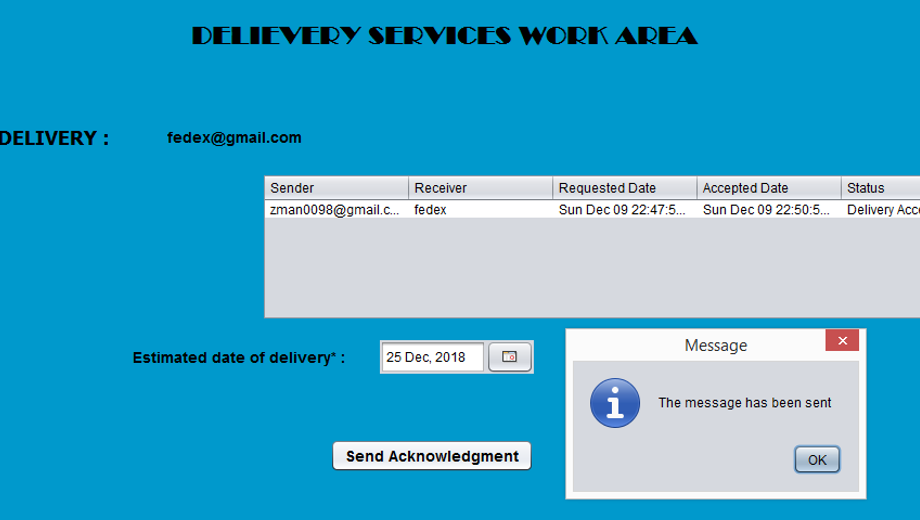 DELIEVERY SERVICES WORK AREA
DELIVERY : fedex@gmail.com
Sender Receiver Requested Date Accepted Date Status
zman0098@gmail.c... fedex Sun Dec 09 22:47:5... Sun Dec 09 22:50:5... Delivery Acc
Estimated date of delivery* : 25 Dec, 2018
Message
The message has been sent
OK
Send Acknowledgment